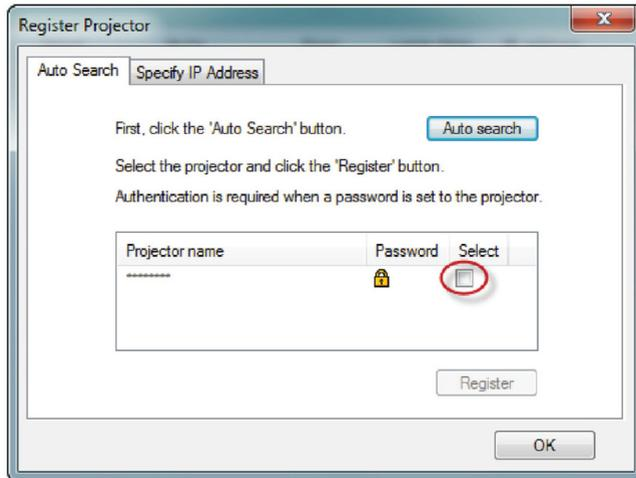 Register Projector
Auto Search Specify IP Address
First, click the 'Auto Search' button. Auto search
Select the projector and click the 'Register' button.
Authentication is required when a password is set to the projector.
Projector name Password Select
********
Register
OK